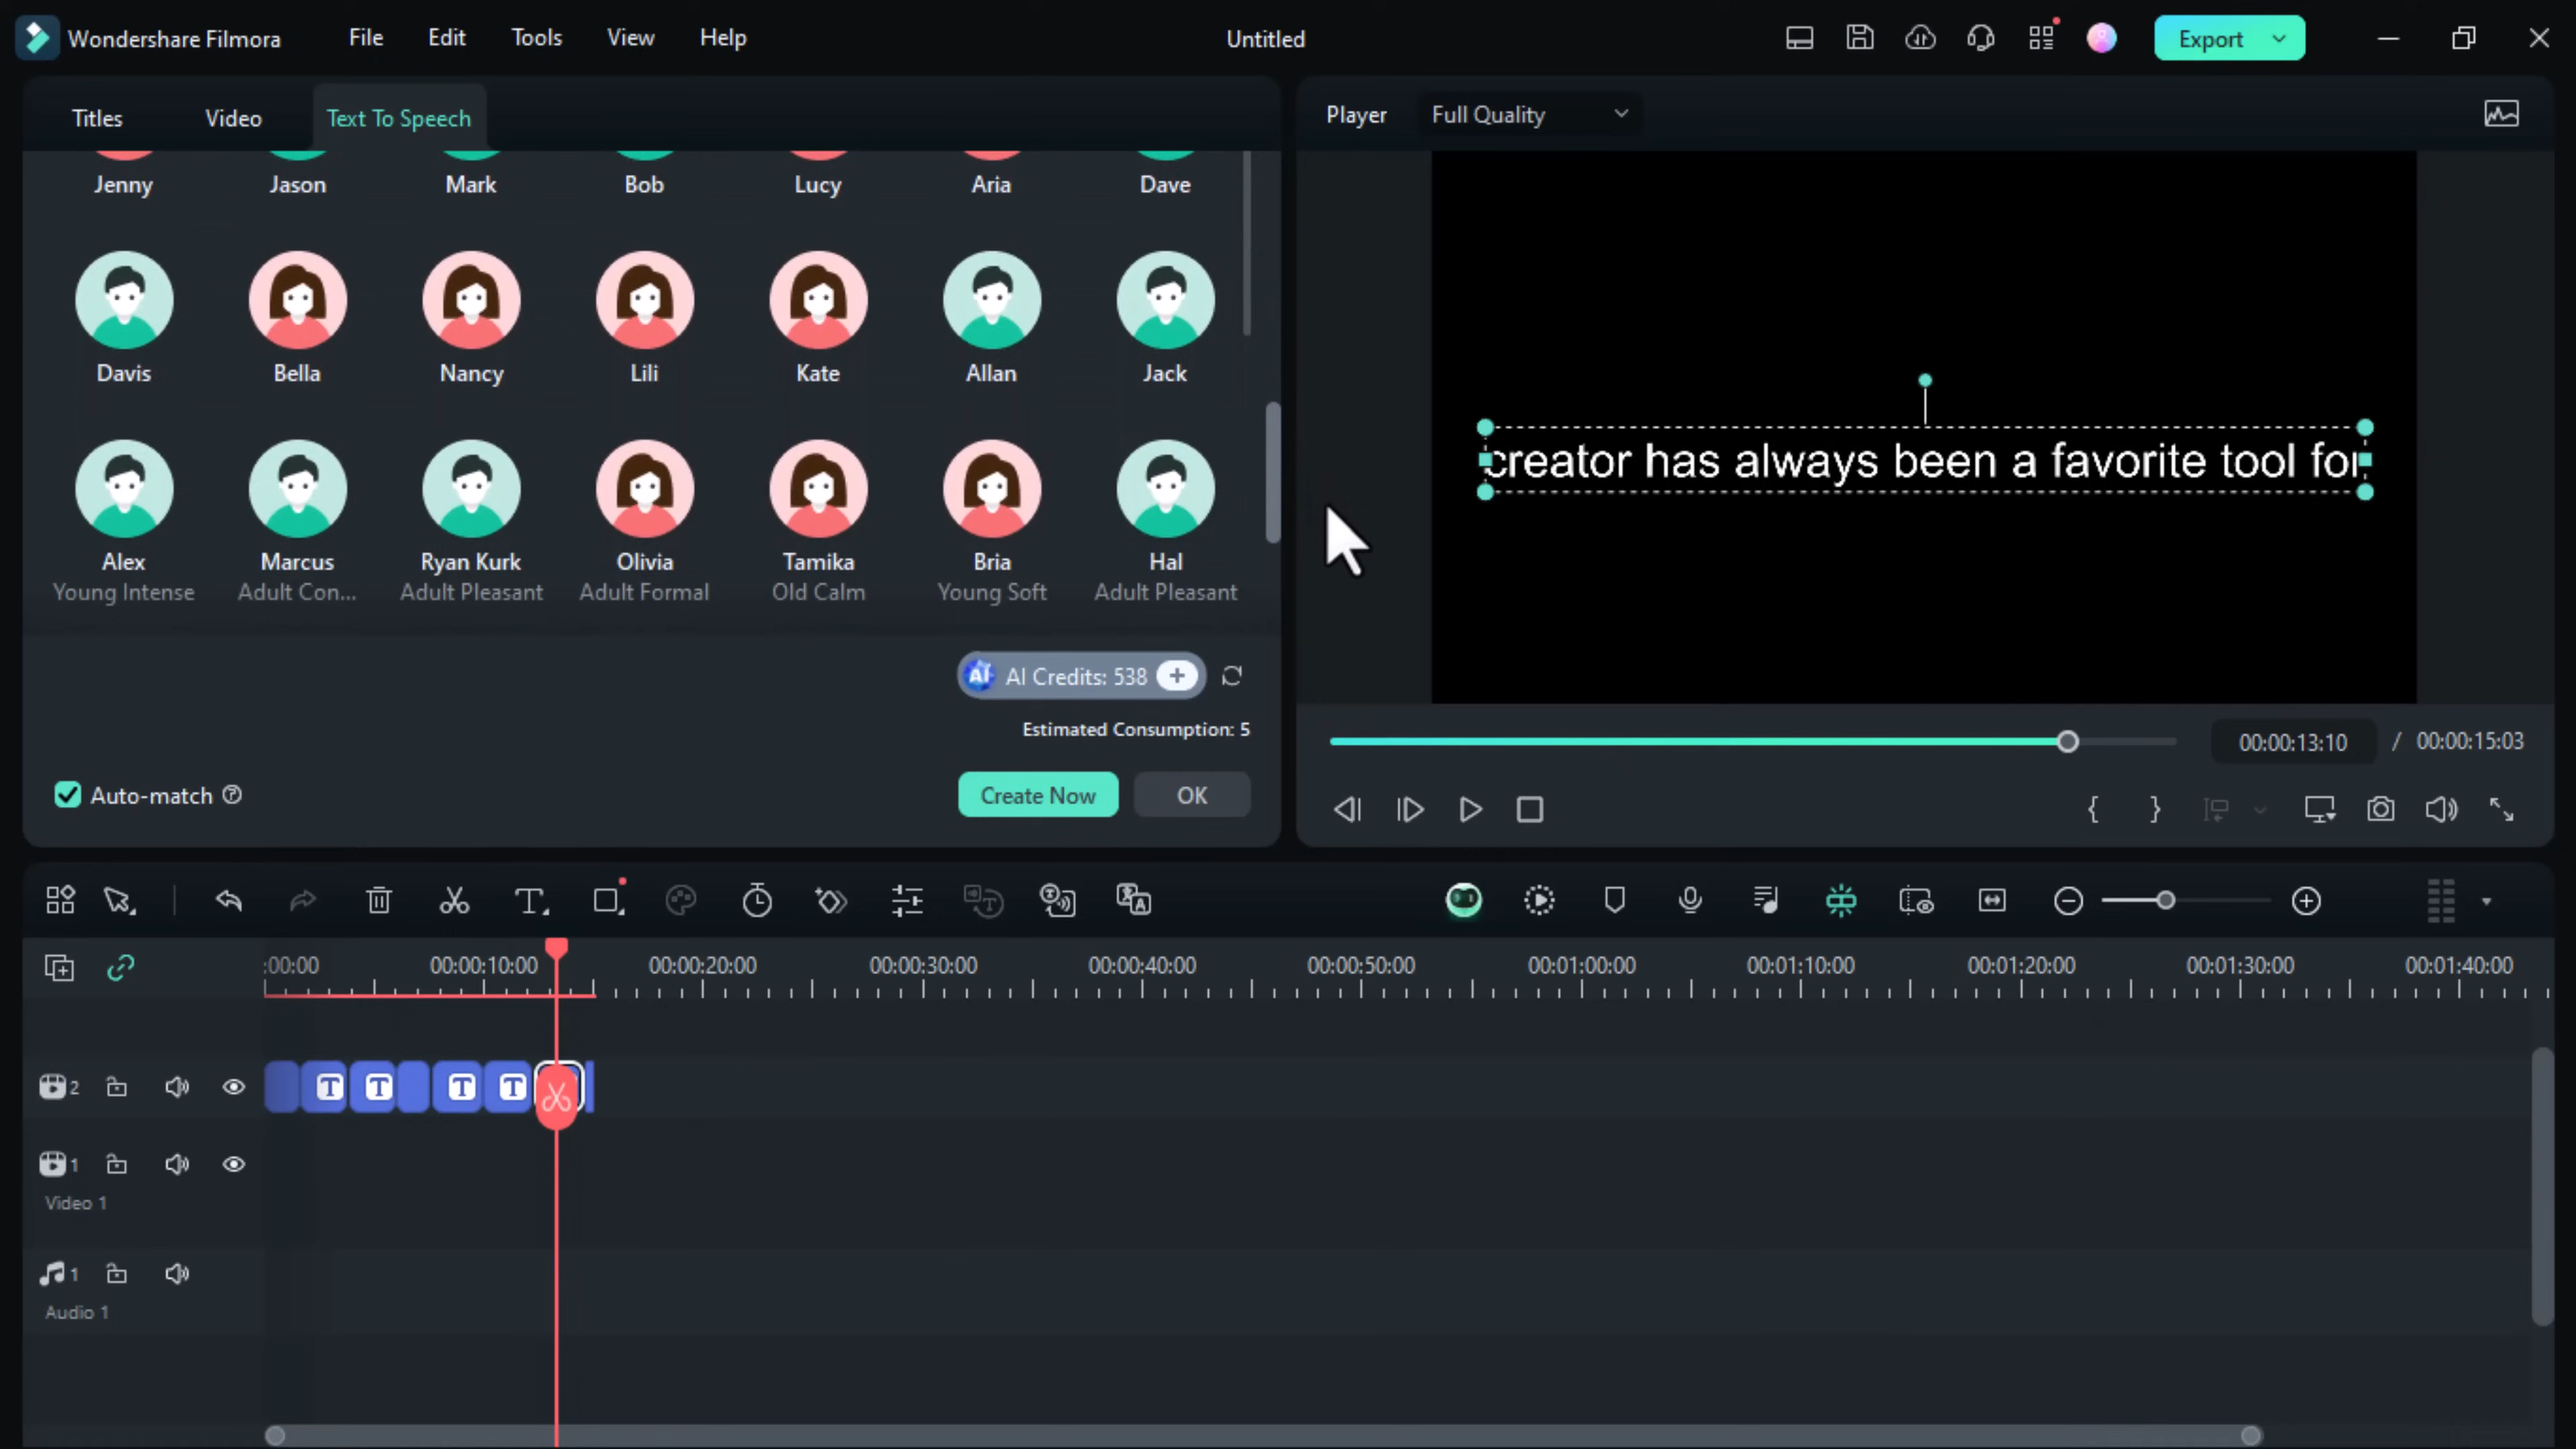 Wondershare Filmora File Edit Tools View Help Untitled Export
Titles Video Text To Speech
Player Full Quality
Jenny Jason Mark Bob Lucy Aria Dave
Davis Bella Nancy Lili Kate Allan Jack
creator has always been a favorite tool for
Alex Marcus Ryan Kurk Olivia Tamika Bria Hal
Young Intense Adult Con... Adult Pleasant Adult Formal Old Calm Young Soft Adult Pleasant
AI AI Credits: 538
Estimated Consumption: 5
00:00:13:10 / 00:00:15:03
Auto-match Create Now OK
:00:00 00:00:10:00 00:00:20:00 00:00:30:00 00:00:40:00 00:00:50:00 00:01:00:00 00:01:10:00 00:01:20:00 00:01:30:00 00:01:40:00
2 T T T T
1
Video 1
1
Audio 1